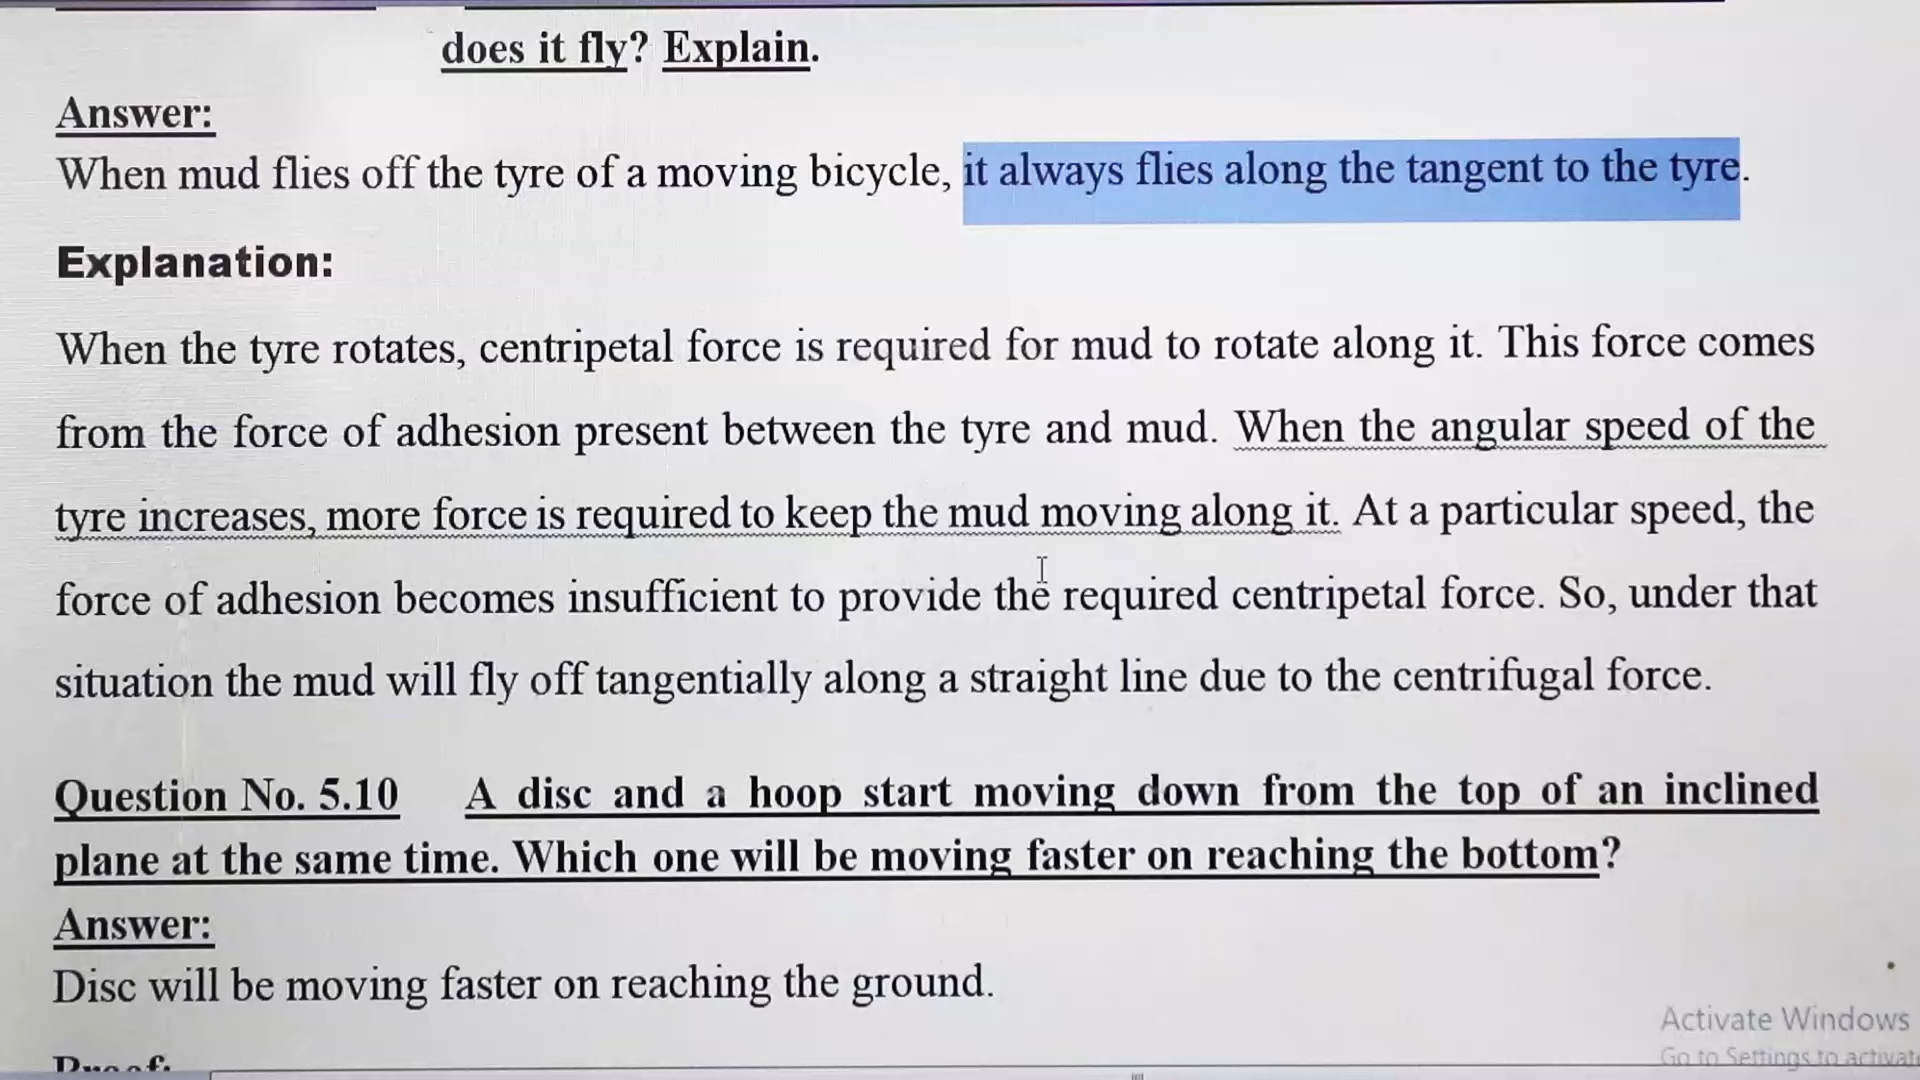 does it fly? Explain.
Answer:
When mud flies off the tyre of a moving bicycle, it always flies along the tangent to the tyre.
Explanation:
When the tyre rotates, centripetal force is required for mud to rotate along it. This force comes
from the force of adhesion present between the tyre and mud. When the angular speed of the
tyre increases, more force is required to keep the mud moving along it. At a particular speed, the
force of adhesion becomes insufficient to provide the required centripetal force. So, under that
situation the mud will fly off tangentially along a straight line due to the centrifugal force.
Question No. 5.10 A disc and a hoop start moving down from the top of an inclined
plane at the same time. Which one will be moving faster on reaching the bottom?
Answer:
Disc will be moving faster on reaching the ground.
Proof:
Activate Windows
Go to Settings to activate